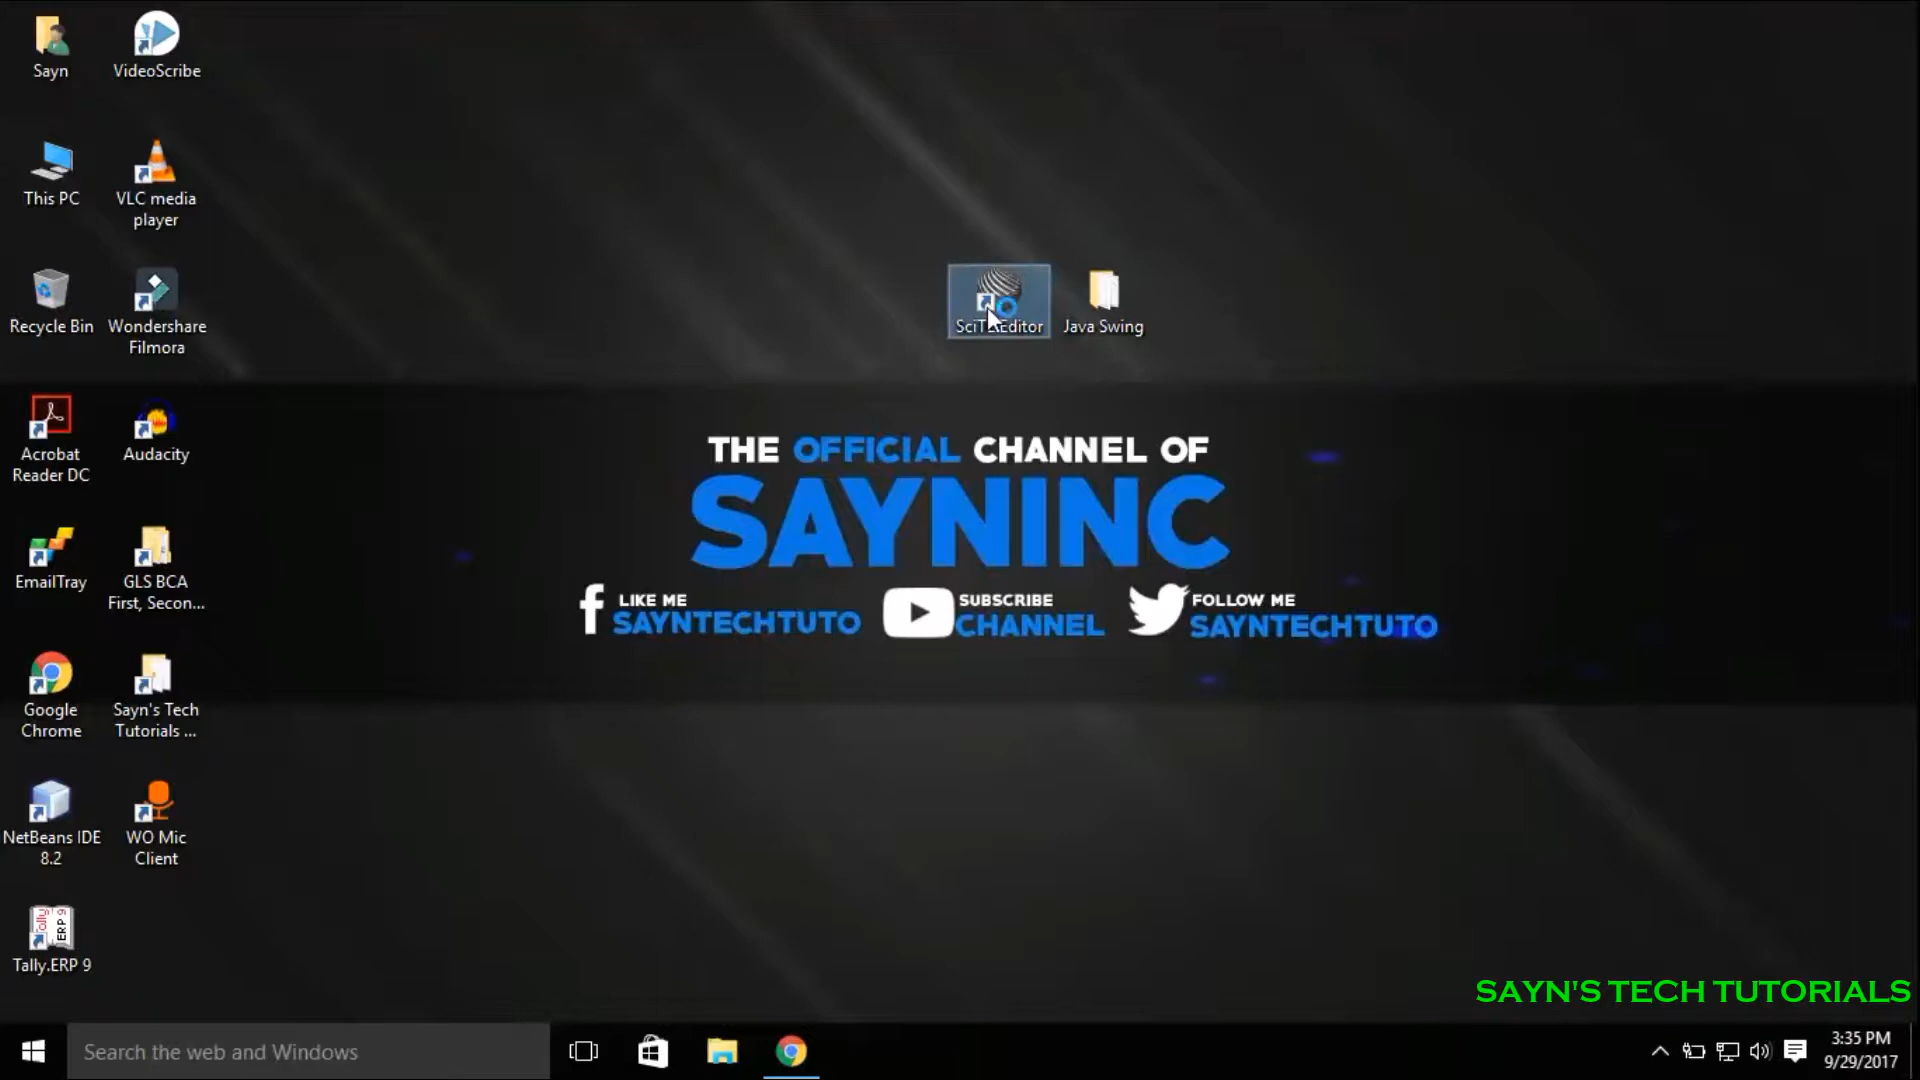 Sayn
VideoScribe
This PC
VLC media
player
Recycle Bin
Wondershare
Filmora
Acrobat
Reader DC
Audacity
EmailTray
GLS BCA
First, Secon...
Google
Chrome
Sayn's Tech
Tutorials ...
NetBeans IDE
8.2
WO Mic
Client
Tally.ERP 9
SciTE Editor
Java Swing
THE OFFICIAL CHANNEL OF
SAYNINC
LIKE ME
SAYNTECHTUTO
SUBSCRIBE
CHANNEL
FOLLOW ME
SAYNTECHTUTO
SAYN'S TECH TUTORIALS
Search the web and Windows
3:35 PM
9/29/2017